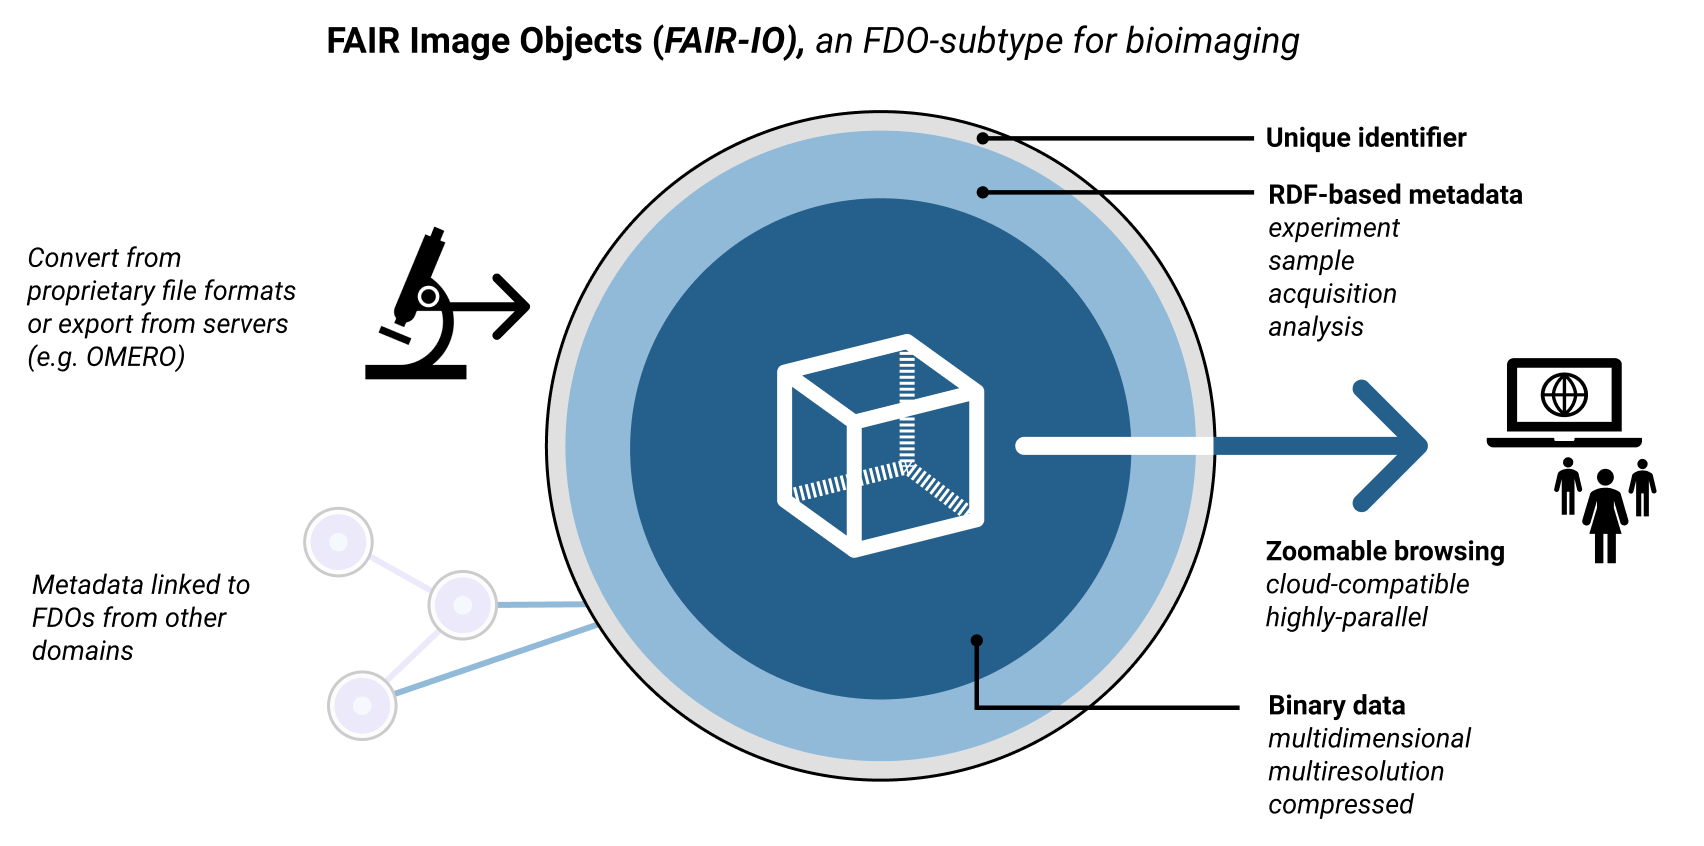 FAIR Image Objects (FAIR-IO), an FDO-subtype for bioimaging
Convert from
proprietary file formats
or export from servers
(e.g. OMERO)
Metadata linked to
FDOs from other
domains
Unique identifier
RDF-based metadata
experiment
sample
acquisition
analysis
Zoomable browsing
cloud-compatible
highly-parallel
Binary data
multidimensional
multiresolution
compressed